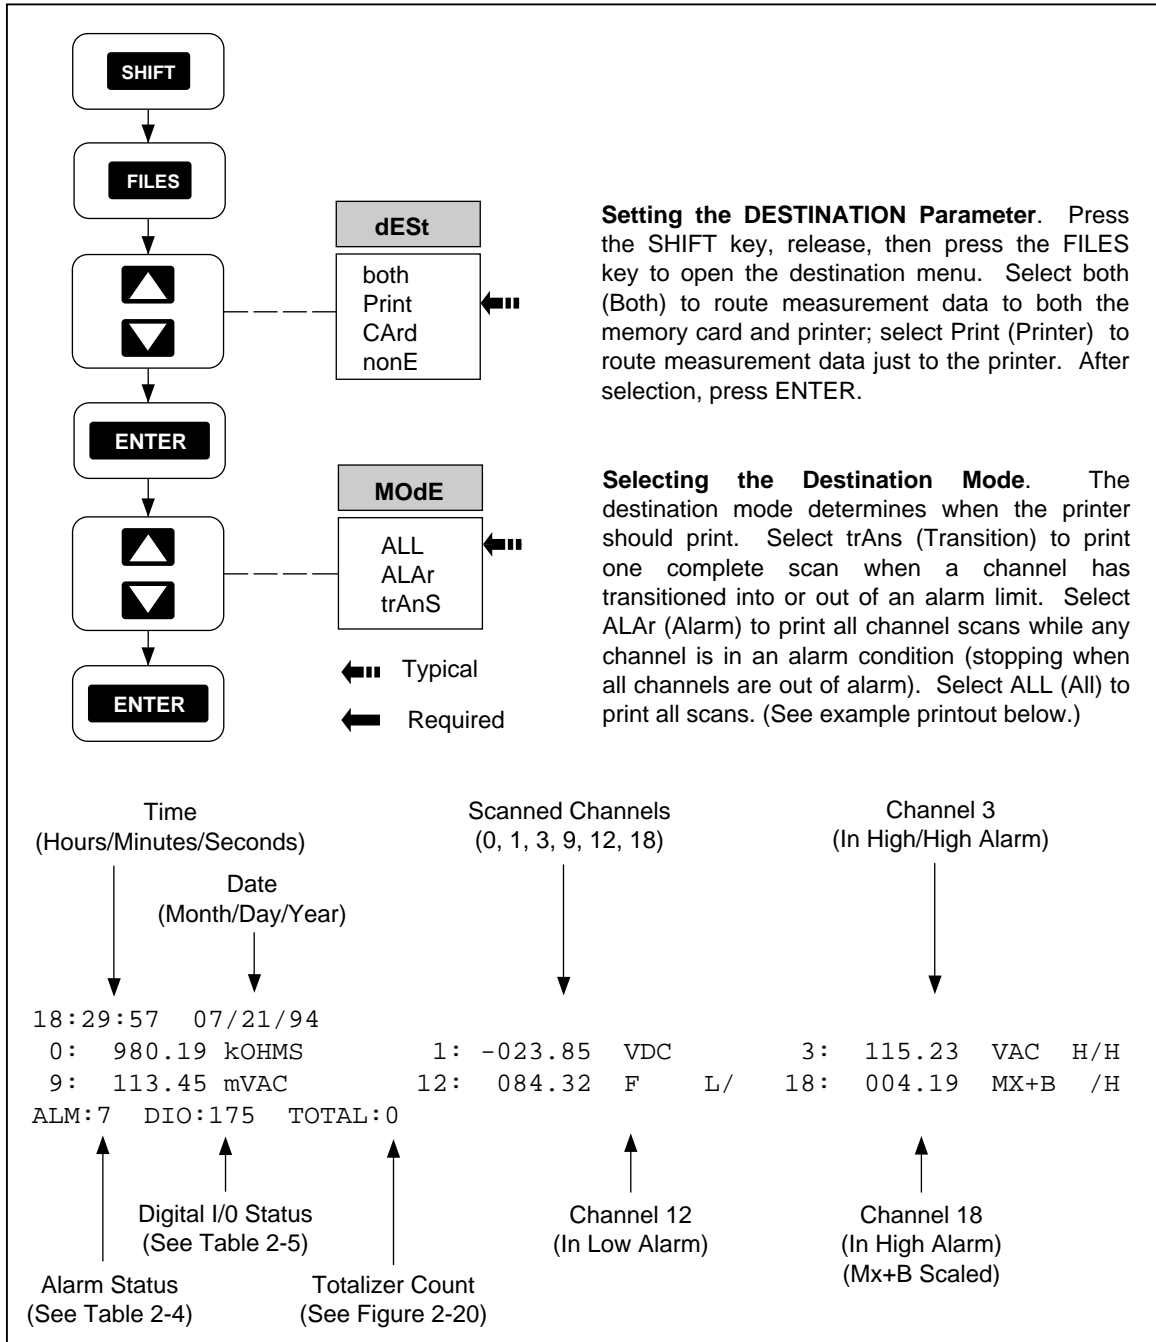 SHIFT
FILES
dESt
both
Print
CArd
nonE
Setting the DESTINATION Parameter. Press
the SHIFT key, release, then press the FILES
key to open the destination menu. Select both
(Both) to route measurement data to both the
memory card and printer; select Print (Printer) to
route measurement data just to the printer. After
selection, press ENTER.
ENTER
MOdE
ALL
ALAr
trAnS
Selecting the Destination Mode. The
destination mode determines when the printer
should print. Select trAns (Transition) to print
one complete scan when a channel has
transitioned into or out of an alarm limit. Select
ALAr (Alarm) to print all channel scans while any
channel is in an alarm condition (stopping when
all channels are out of alarm). Select ALL (All) to
print all scans. (See example printout below.)
ENTER
Typical
Required
Time
(Hours/Minutes/Seconds)
Date
(Month/Day/Year)
Scanned Channels
(0, 1, 3, 9, 12, 18)
Channel 3
(In High/High Alarm)
18:29:57 07/21/94
0: 980.19 kOHMS 1: -023.85 VDC 3: 115.23 VAC H/H
9: 113.45 mVAC 12: 084.32 F L/ 18: 004.19 MX+B /H
ALM:7 DIO:175 TOTAL:0
Digital I/0 Status
(See Table 2-5)
Alarm Status
(See Table 2-4)
Totalizer Count
(See Figure 2-20)
Channel 12
(In Low Alarm)
Channel 18
(In High Alarm)
(Mx+B Scaled)